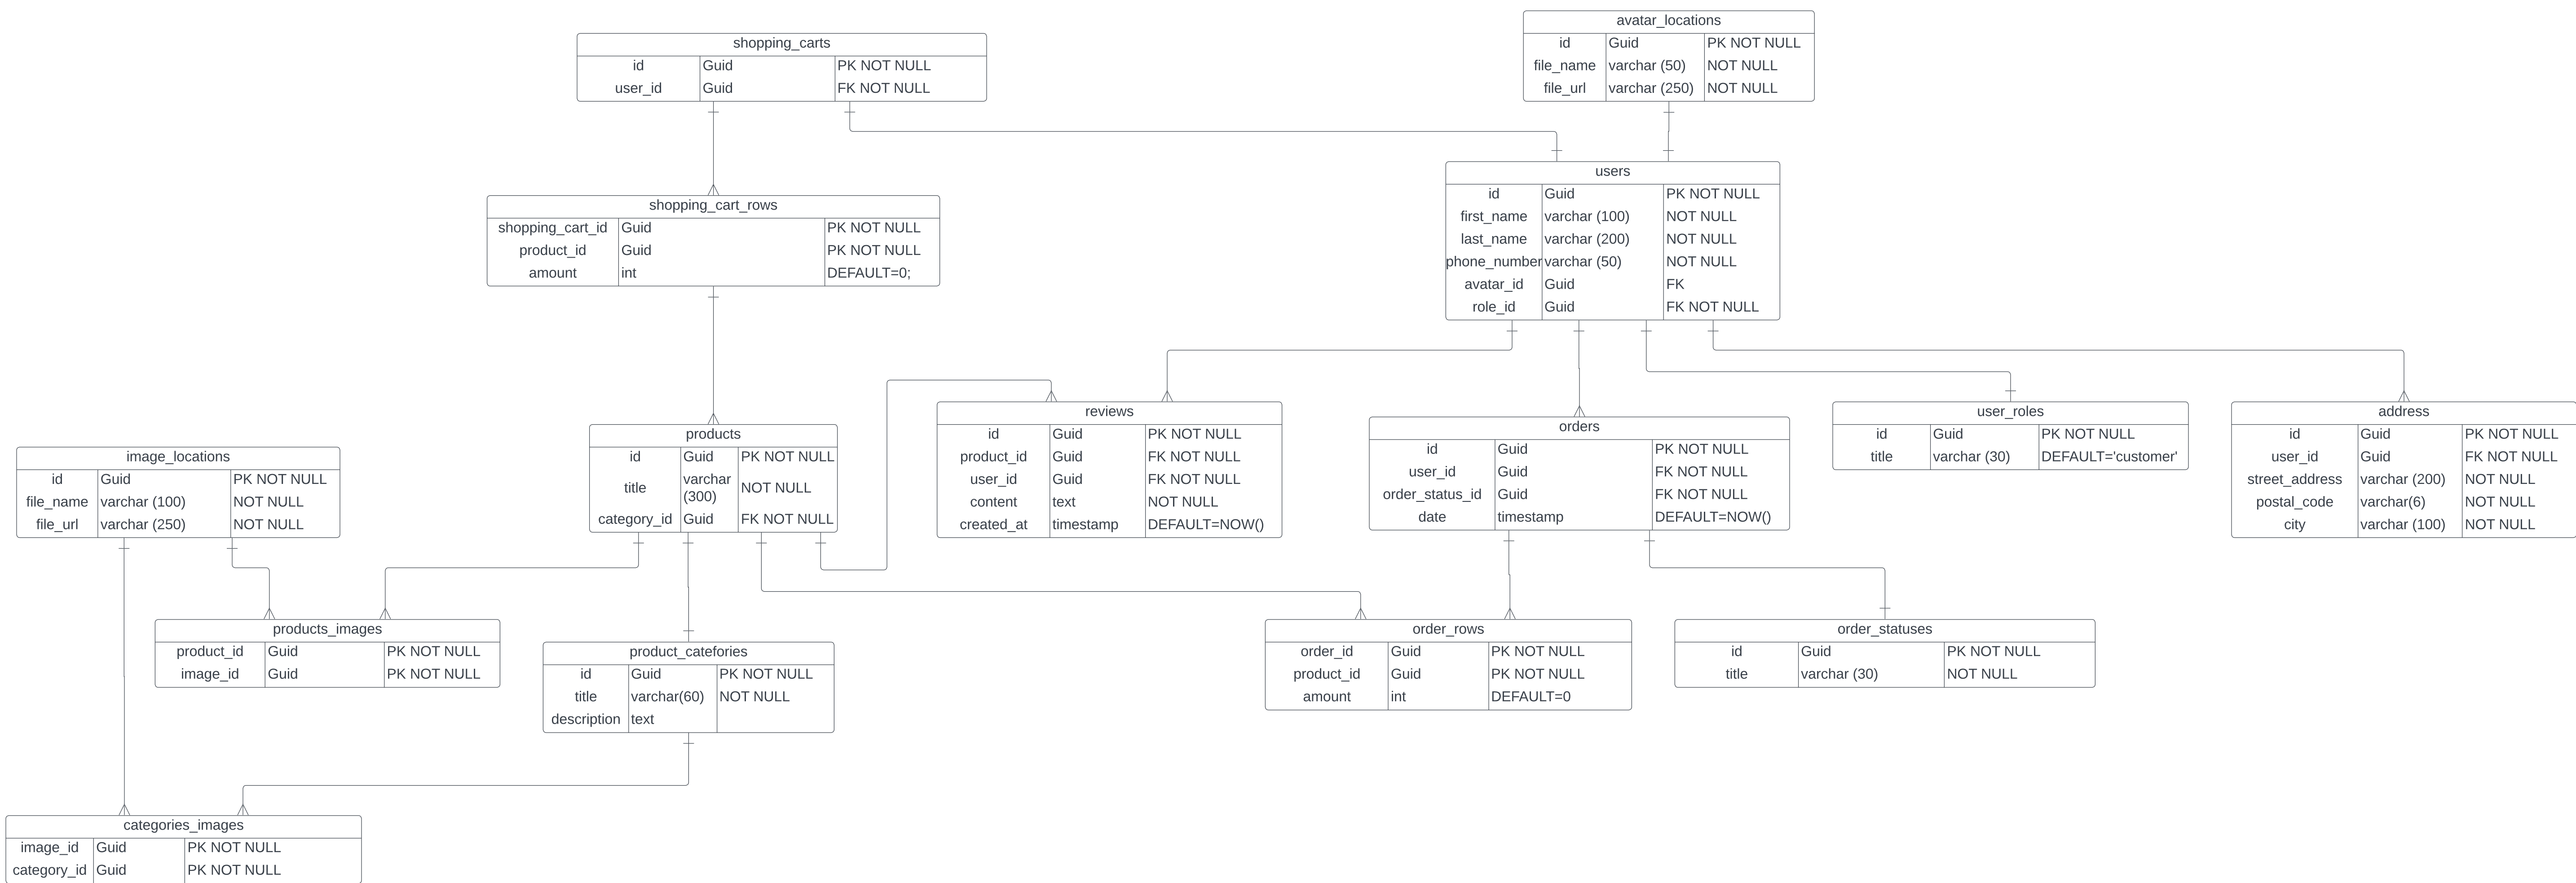 avatar_locations
id Guid PK NOT NULL
file_name varchar (50) NOT NULL
file_url varchar (250) NOT NULL
shopping_carts
id Guid PK NOT NULL
user_id Guid FK NOT NULL
users
id Guid PK NOT NULL
first_name varchar (100) NOT NULL
last_name varchar (200) NOT NULL
phone_number varchar (50) NOT NULL
avatar_id Guid FK
role_id Guid FK NOT NULL
shopping_cart_rows
shopping_cart_id Guid PK NOT NULL
product_id Guid PK NOT NULL
amount int DEFAULT=0;
reviews
id Guid PK NOT NULL
product_id Guid FK NOT NULL
user_id Guid FK NOT NULL
content text NOT NULL
created_at timestamp DEFAULT=NOW()
orders
id Guid PK NOT NULL
user_id Guid FK NOT NULL
order_status_id Guid FK NOT NULL
date timestamp DEFAULT=NOW()
user_roles
id Guid PK NOT NULL
title varchar (30) DEFAULT='customer'
address
id Guid PK NOT NULL
user_id Guid FK NOT NULL
street_address varchar (200) NOT NULL
postal_code varchar(6) NOT NULL
city varchar (100) NOT NULL
products
id Guid PK NOT NULL
title varchar
(300) NOT NULL
category_id Guid FK NOT NULL
image_locations
id Guid PK NOT NULL
file_name varchar (100) NOT NULL
file_url varchar (250) NOT NULL
products_images
product_id Guid PK NOT NULL
image_id Guid PK NOT NULL
product_catefories
id Guid PK NOT NULL
title varchar(60) NOT NULL
description text
order_rows
order_id Guid PK NOT NULL
product_id Guid PK NOT NULL
amount int DEFAULT=0
order_statuses
id Guid PK NOT NULL
title varchar (30) NOT NULL
categories_images
image_id Guid PK NOT NULL
category_id Guid PK NOT NULL